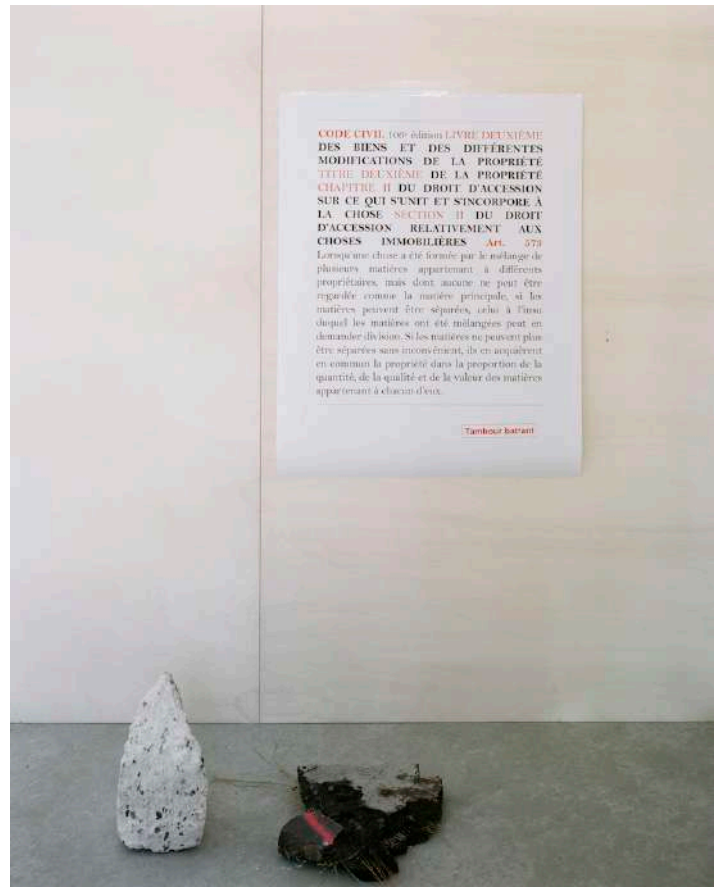 CODE CIVIL 106e édition LIVRE DEUXIÈME
DES BIENS ET DES DIFFÉRENTES
MODIFICATIONS DE LA PROPRIÉTÉ
TITRE DEUXIÈME DE LA PROPRIÉTÉ
CHAPITRE II DU DROIT D'ACCESSION
SUR CE QUI S'UNIT ET S'INCORPORE À
LA CHOSE SECTION II DU DROIT
D'ACCESSION RELATIVEMENT AUX
CHOSES IMMOBILIÈRES Art. 573
Lorsqu'une chose a été formée par le mélange de
plusieurs matières appartenant à différents
propriétaires, mais dont aucune ne peut être
regardée comme la matière principale, si les
matières peuvent être séparées, celui à l'insu
duquel les matières ont été mélangées peut en
demander division. Si les matières ne peuvent plus
être séparées sans inconvénient, ils en acquièrent
en commun la propriété dans la proportion de la
quantité, de la qualité et de la valeur des matières
appartenant à chacun d'eux.
Tambour battant